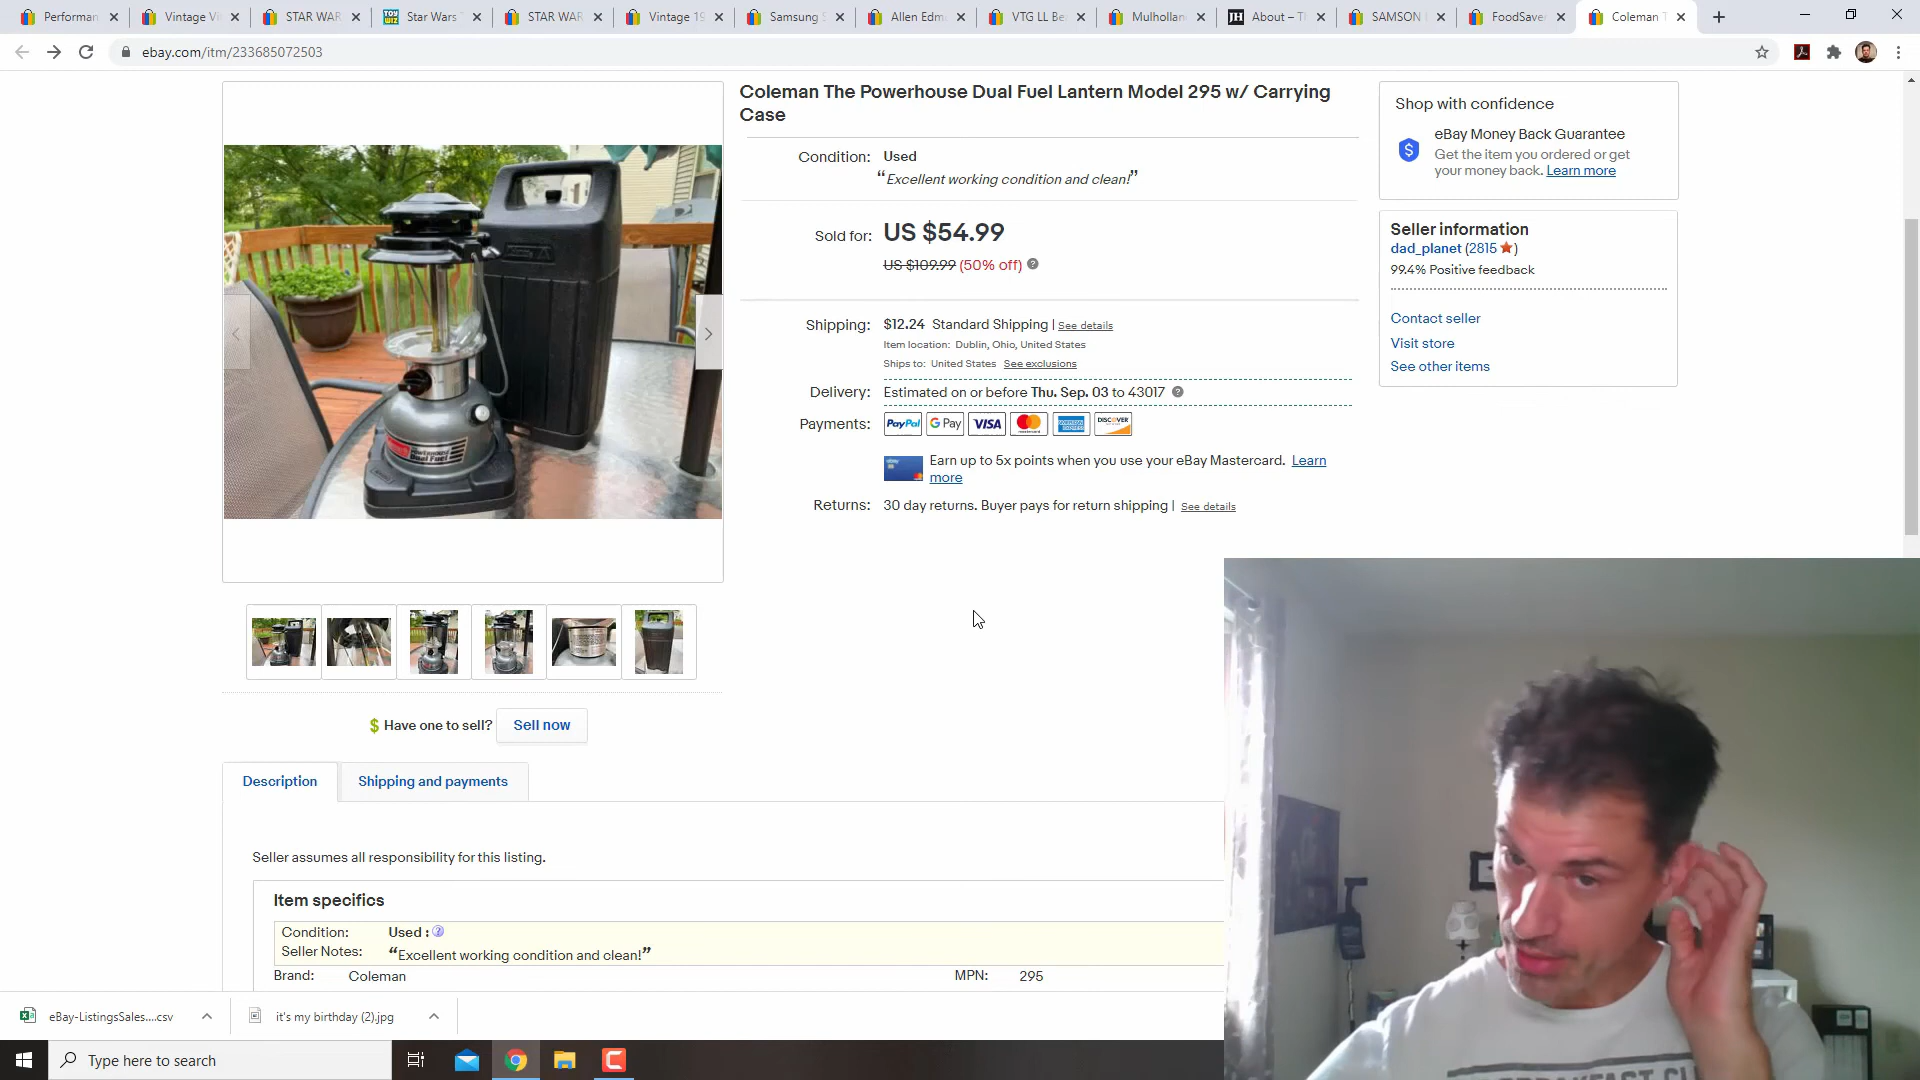 Performan
Vintage Vi
STAR WAR
Star Wars
STAR WAR
Vintage 19
Samsung
Allen Edm
VTG LL Be
Mulhollan
About – T
SAMSON
FoodSave
Coleman T
ebay.com/itm/233685072503
Coleman The Powerhouse Dual Fuel Lantern Model 295 w/ Carrying
Case
Condition: Used
“Excellent working condition and clean!”
Sold for: US $54.99
US $109.99 (50% off)
Shipping: $12.24 Standard Shipping | See details
Item location: Dublin, Ohio, United States
Ships to: United States See exclusions
Delivery: Estimated on or before Thu. Sep. 03 to 43017
Payments: PayPal G Pay VISA mastercard DISCOVER
Earn up to 5x points when you use your eBay Mastercard. Learn
more
Returns: 30 day returns. Buyer pays for return shipping | See details
Shop with confidence
eBay Money Back Guarantee
Get the item you ordered or get
your money back. Learn more
Seller information
dad_planet (2815 ★)
99.4% Positive feedback
Contact seller
Visit store
See other items
Dual Fuel
$ Have one to sell? Sell now
Description
Shipping and payments
Seller assumes all responsibility for this listing.
Item specifics
Condition: Used :
Seller Notes: “Excellent working condition and clean!”
Brand: Coleman MPN: 295
eBay-ListingsSales....csv
it's my birthday (2).jpg
Type here to search